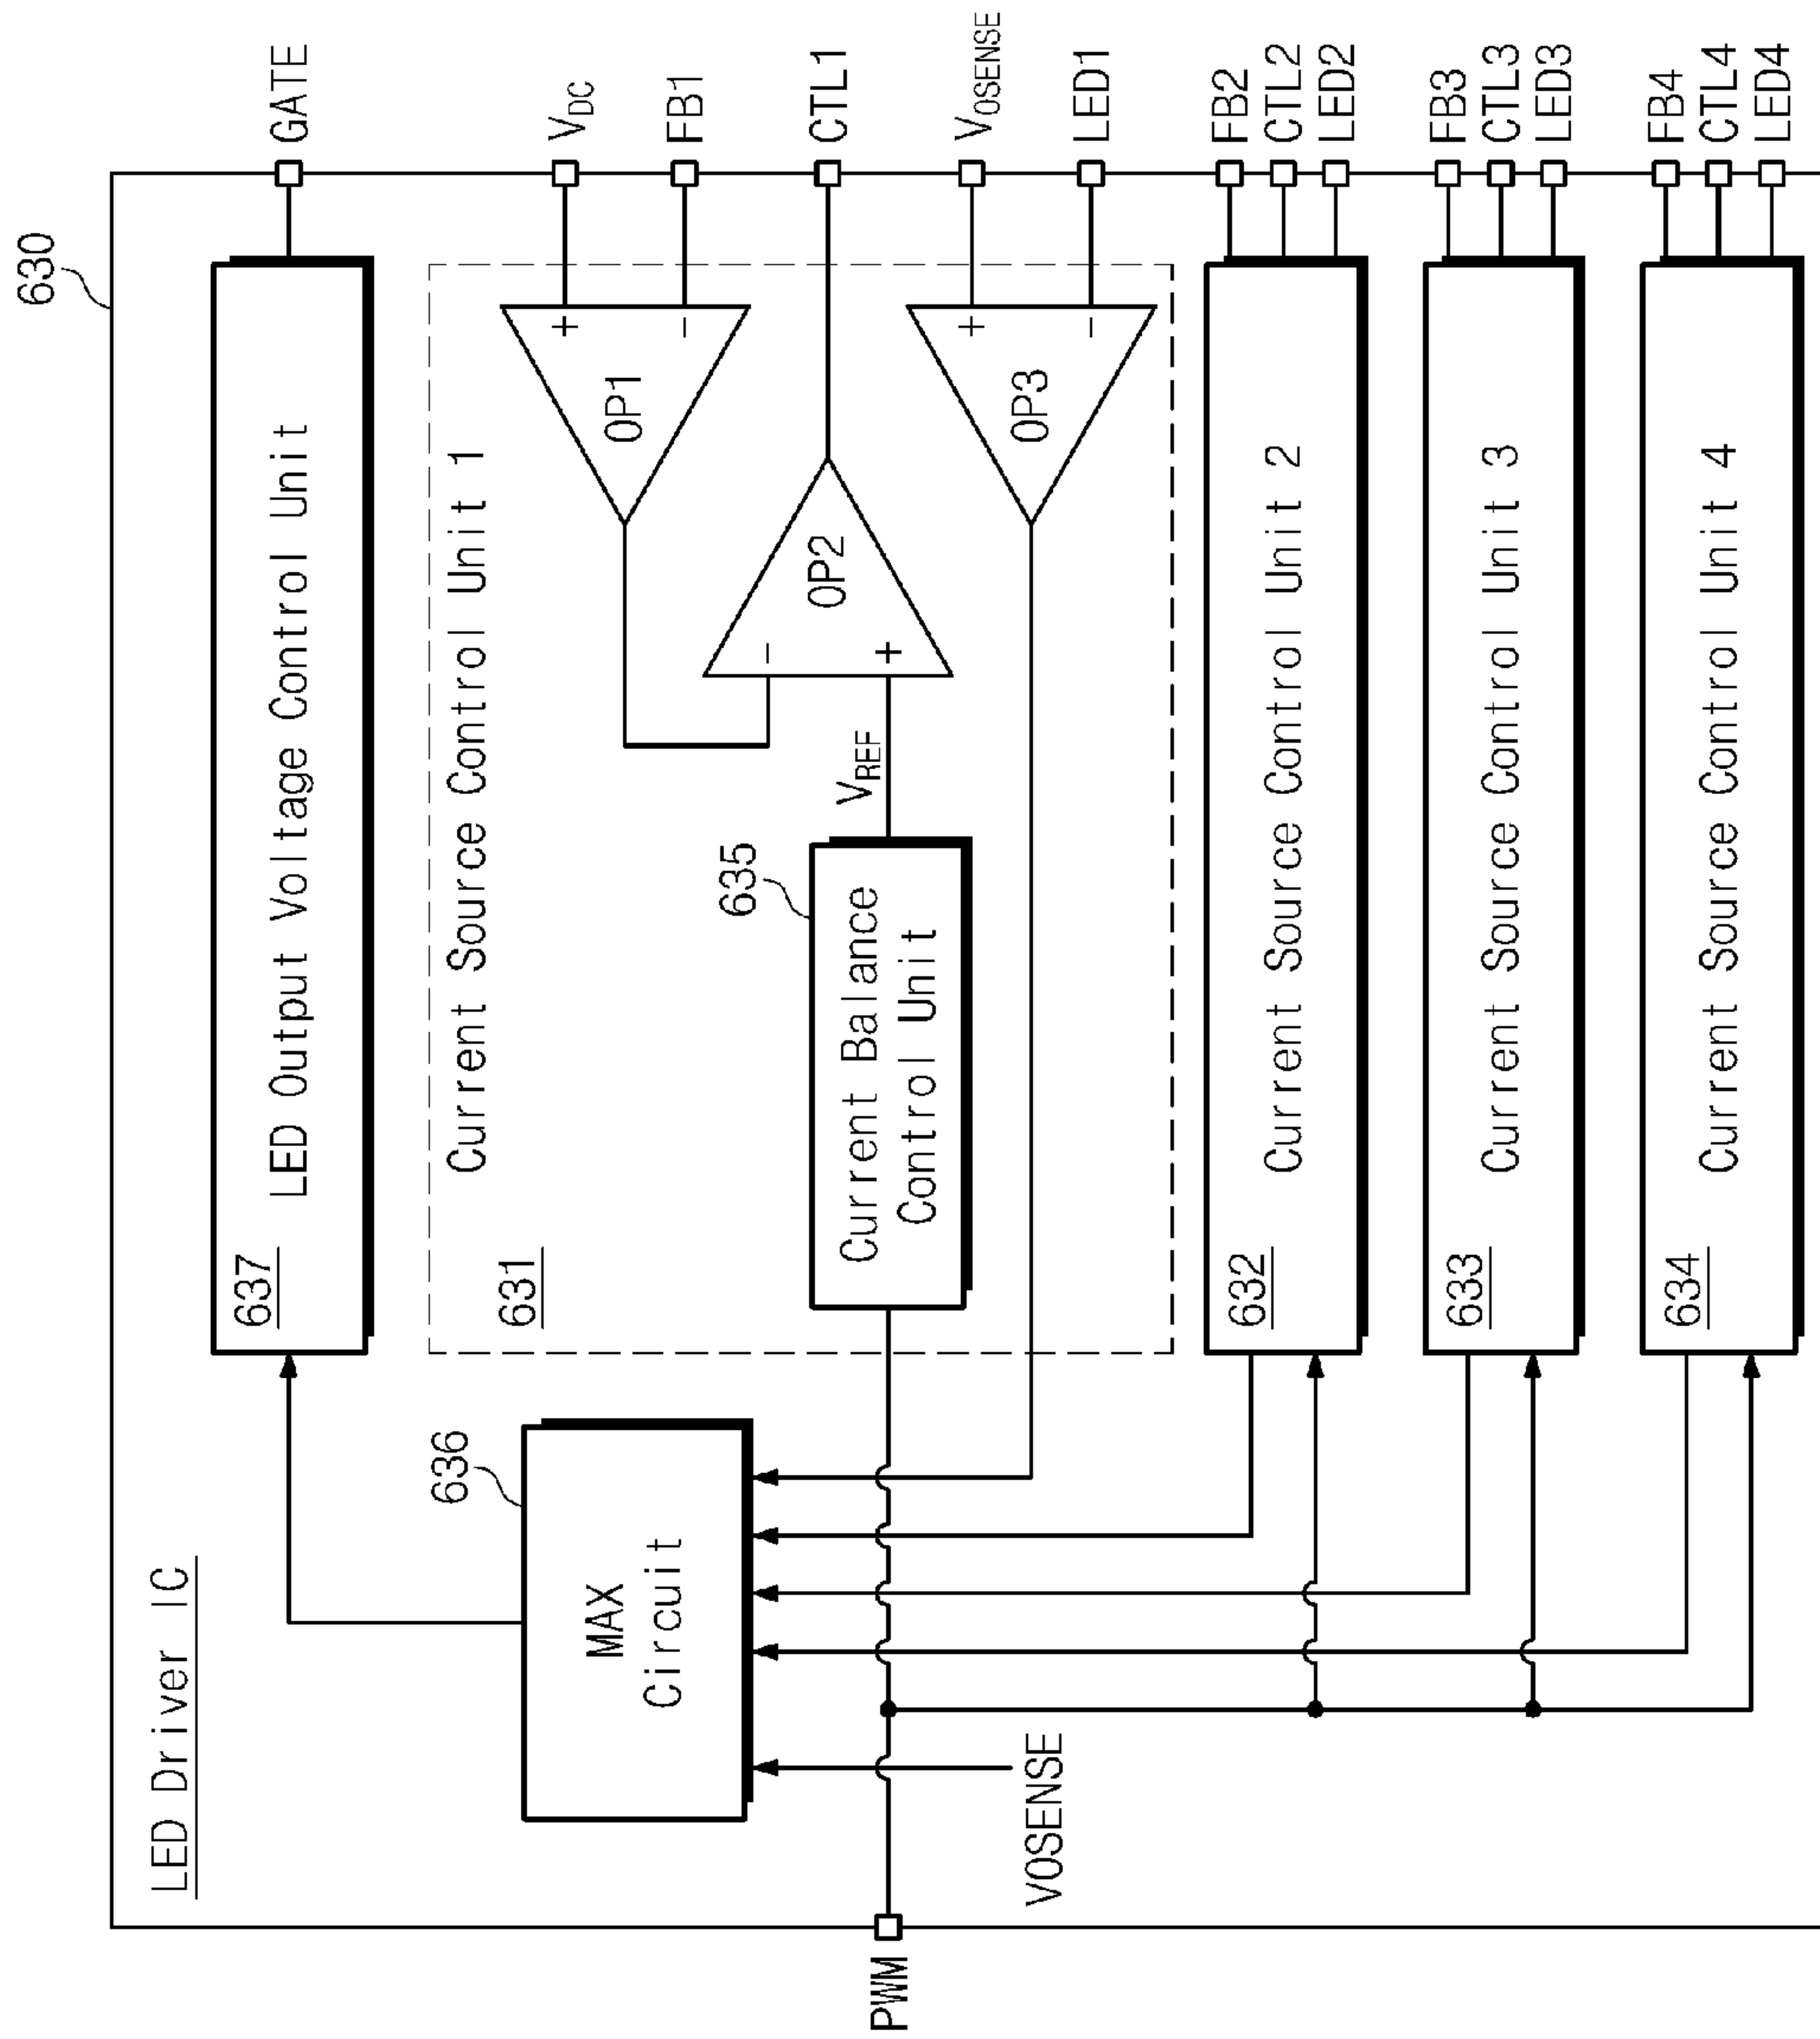 630
LED Driver IC
637
LED Output Voltage Control Unit
GATE
636
MAX
Circuit
631
Current Source Control Unit 1
635
Current Balance
Control Unit
VREF
OP1
+
-
OP2
-
+
OP3
+
-
VDC
FB1
CTL1
VOSENSE
LED1
PWM
VOSENSE
632
Current Source Control Unit 2
FB2
CTL2
LED2
633
Current Source Control Unit 3
FB3
CTL3
LED3
634
Current Source Control Unit 4
FB4
CTL4
LED4